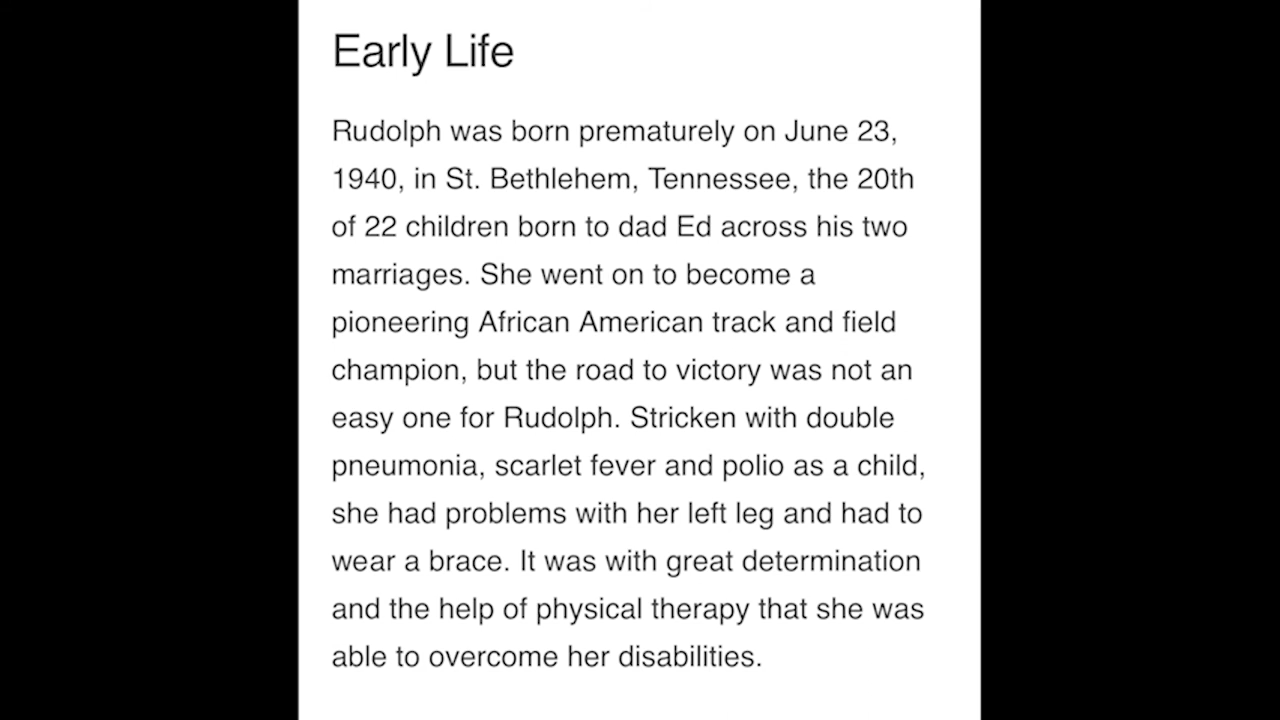 Early Life
Rudolph was born prematurely on June 23,
1940, in St. Bethlehem, Tennessee, the 20th
of 22 children born to dad Ed across his two
marriages. She went on to become a
pioneering African American track and field
champion, but the road to victory was not an
easy one for Rudolph. Stricken with double
pneumonia, scarlet fever and polio as a child,
she had problems with her left leg and had to
wear a brace. It was with great determination
and the help of physical therapy that she was
able to overcome her disabilities.